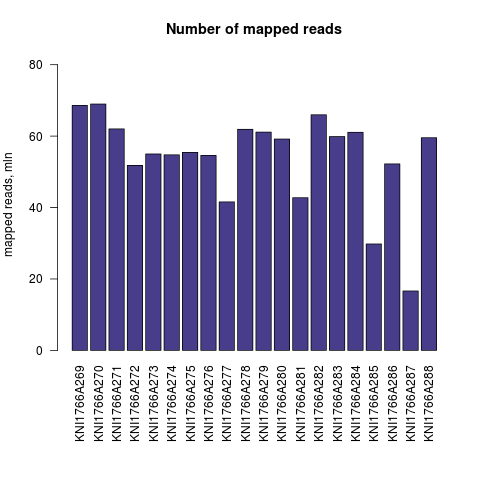 Number of mapped reads
mapped reads, mln
80
60
40
20
0
KNI1766A269
KNI1766A270
KNI1766A271
KNI1766A272
KNI1766A273
KNI1766A274
KNI1766A275
KNI1766A276
KNI1766A277
KNI1766A278
KNI1766A279
KNI1766A280
KNI1766A281
KNI1766A282
KNI1766A283
KNI1766A284
KNI1766A285
KNI1766A286
KNI1766A287
KNI1766A288